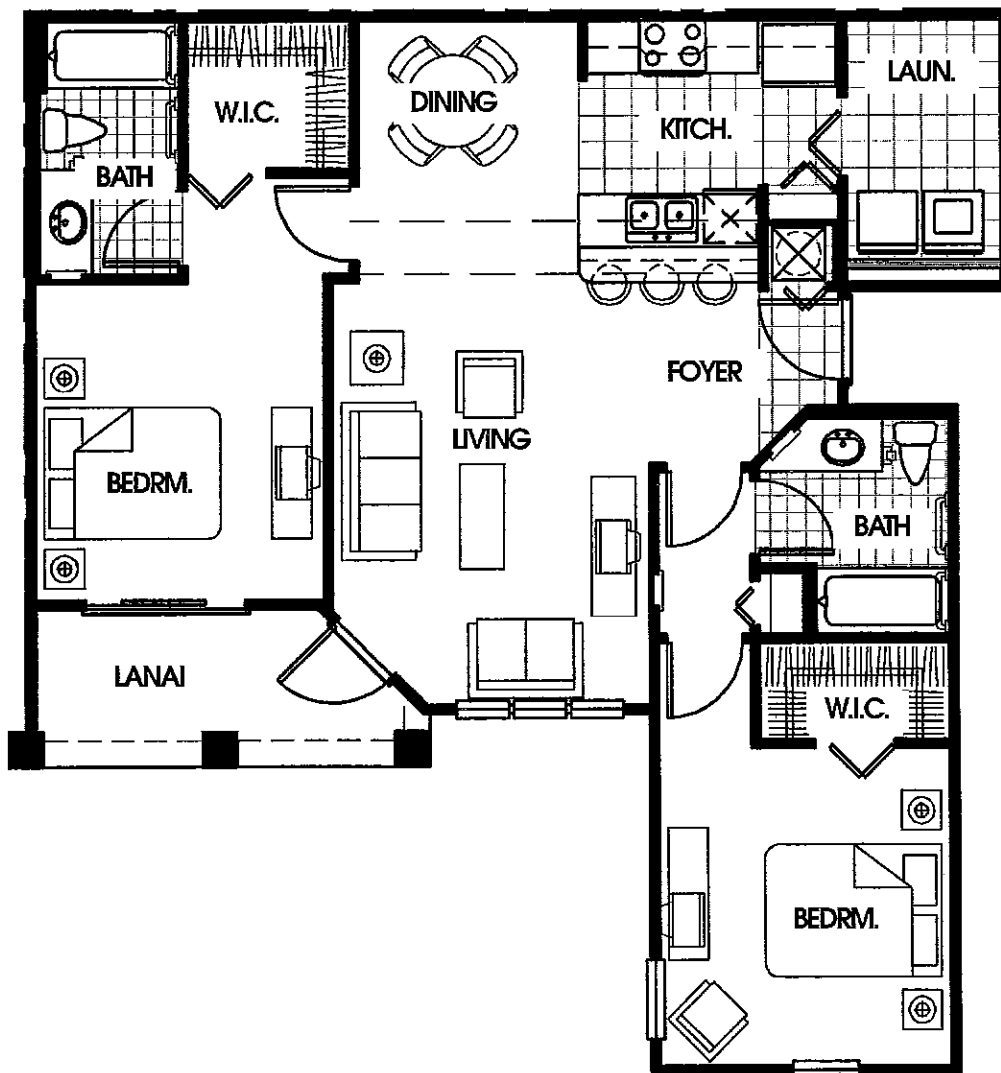 DINING
W.I.C.
KITCH.
LAUN.
BATH
FOYER
LIVING
BEDRM.
BATH
LANAI
W.I.C.
BEDRM.